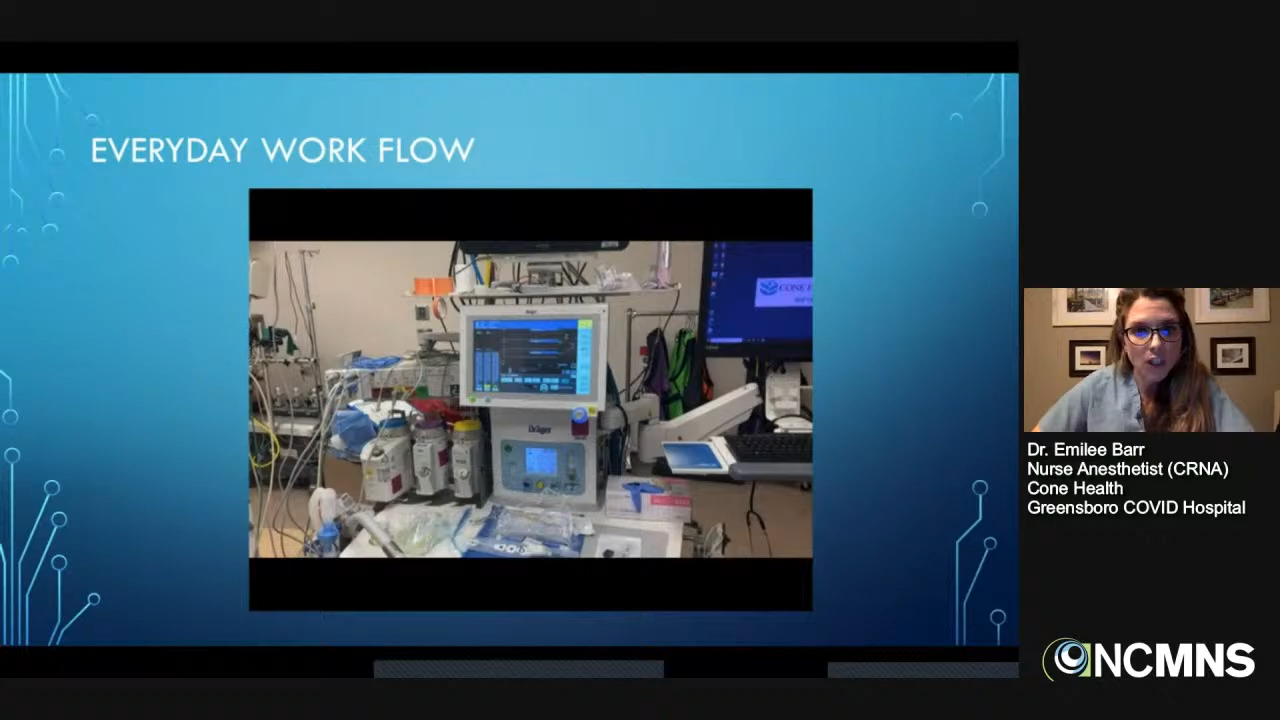 EVERYDAY WORK FLOW
Dräger
CONE
Dr. Emilee Barr
Nurse Anesthetist (CRNA)
Cone Health
Greensboro COVID Hospital
NCMNS